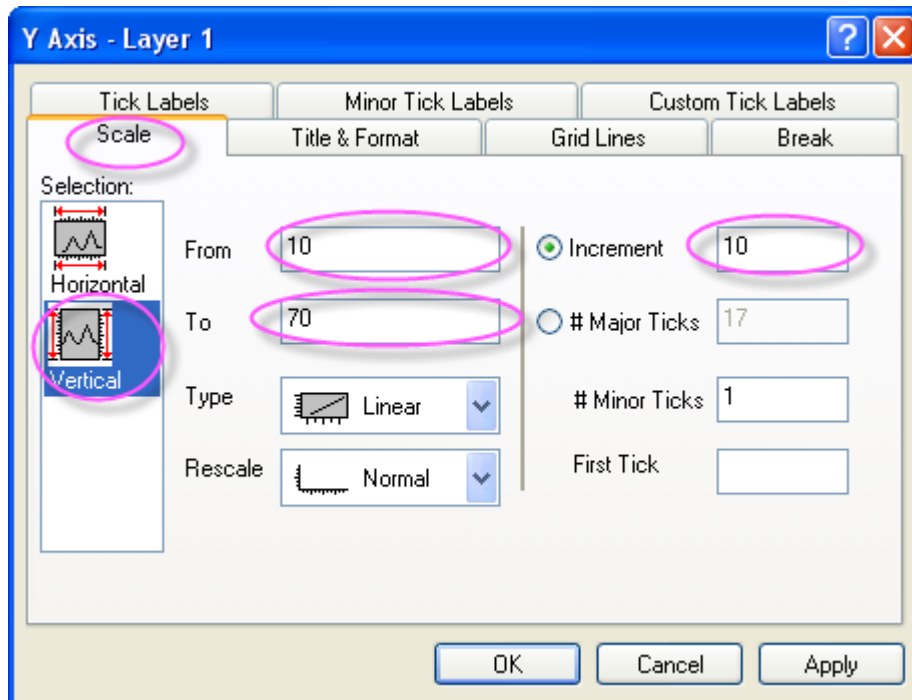 Y Axis - Layer 1
Tick Labels
Minor Tick Labels
Custom Tick Labels
Scale
Title & Format
Grid Lines
Break
Selection:
Horizontal
Vertical
From 10
To 70
Type Linear
Rescale Normal
Increment 10
# Major Ticks 17
# Minor Ticks 1
First Tick
OK
Cancel
Apply